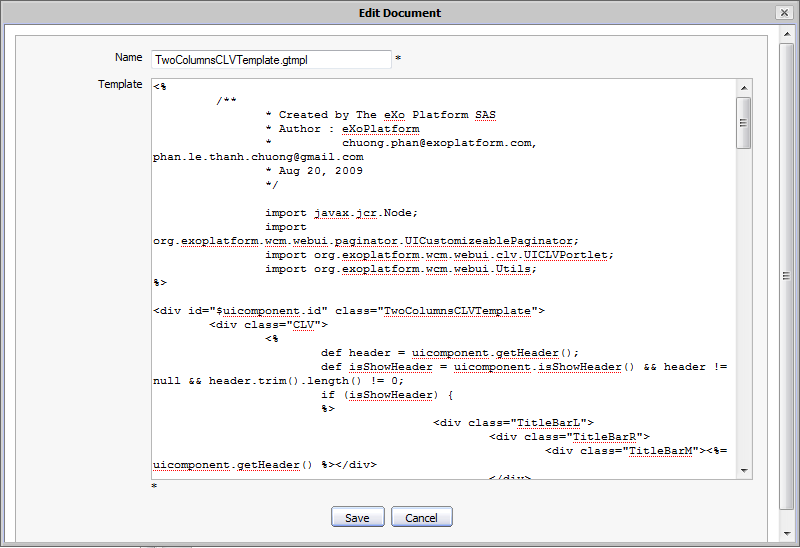 Edit Document
Name TwoColumnsCLVTemplate.gtmpl *
Template <%
/**
* Created by The eXo Platform SAS
* Author : eXoPlatform
* chuong.phan@exoplatform.com,
phan.le.thanh.chuong@gmail.com
* Aug 20, 2009
*/
import javax.jcr.Node;
import
org.exoplatform.wcm.webui.paginator.UICustomizeablePaginator;
import org.exoplatform.wcm.webui.clv.UICLVPortlet;
import org.exoplatform.wcm.webui.Utils;
%>
<div id="$uicomponent.id" class="TwoColumnsCLVTemplate">
<div class="CLV">
<%
def header = uicomponent.getHeader();
def isShowHeader = uicomponent.isShowHeader() && header !=
null && header.trim().length() != 0;
if (isShowHeader) {
%>
<div class="TitleBarL">
<div class="TitleBarR">
<div class="TitleBarM"><%=
uicomponent.getHeader() %></div>
</div>
*
Save Cancel